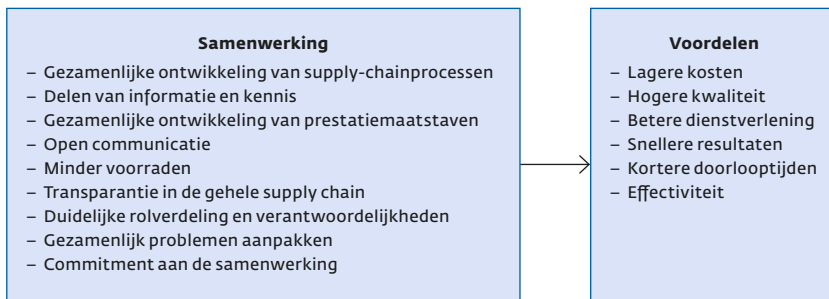 Samenwerking
– Gezamenlijke ontwikkeling van supply-chainprocessen
– Delen van informatie en kennis
– Gezamenlijke ontwikkeling van prestatiemaatstaven
– Open communicatie
– Minder voorraden
– Transparantie in de gehele supply chain
– Duidelijke rolverdeling en verantwoordelijkheden
– Gezamenlijk problemen aanpakken
– Commitment aan de samenwerking
Voordelen
– Lagere kosten
– Hogere kwaliteit
– Betere dienstverlening
– Snellere resultaten
– Kortere doorlooptijden
– Effectiviteit